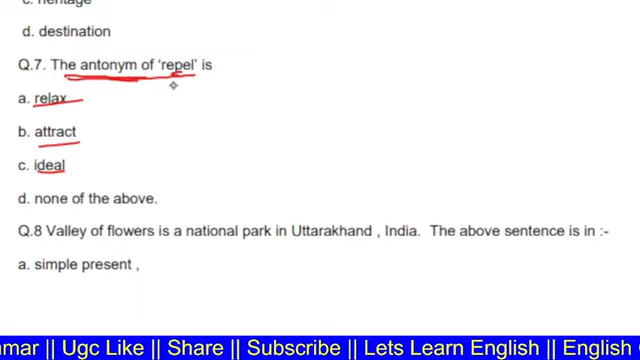 c. heritage
d. destination
Q.7. The antonym of ‘repel’ is
a. relax
b. attract
c. ideal
d. none of the above.
Q.8 Valley of flowers is a national park in Uttarakhand , India. The above sentence is in :-
a. simple present ,
mar || Ugc Like || Share || Subscribe || Lets Learn English || English